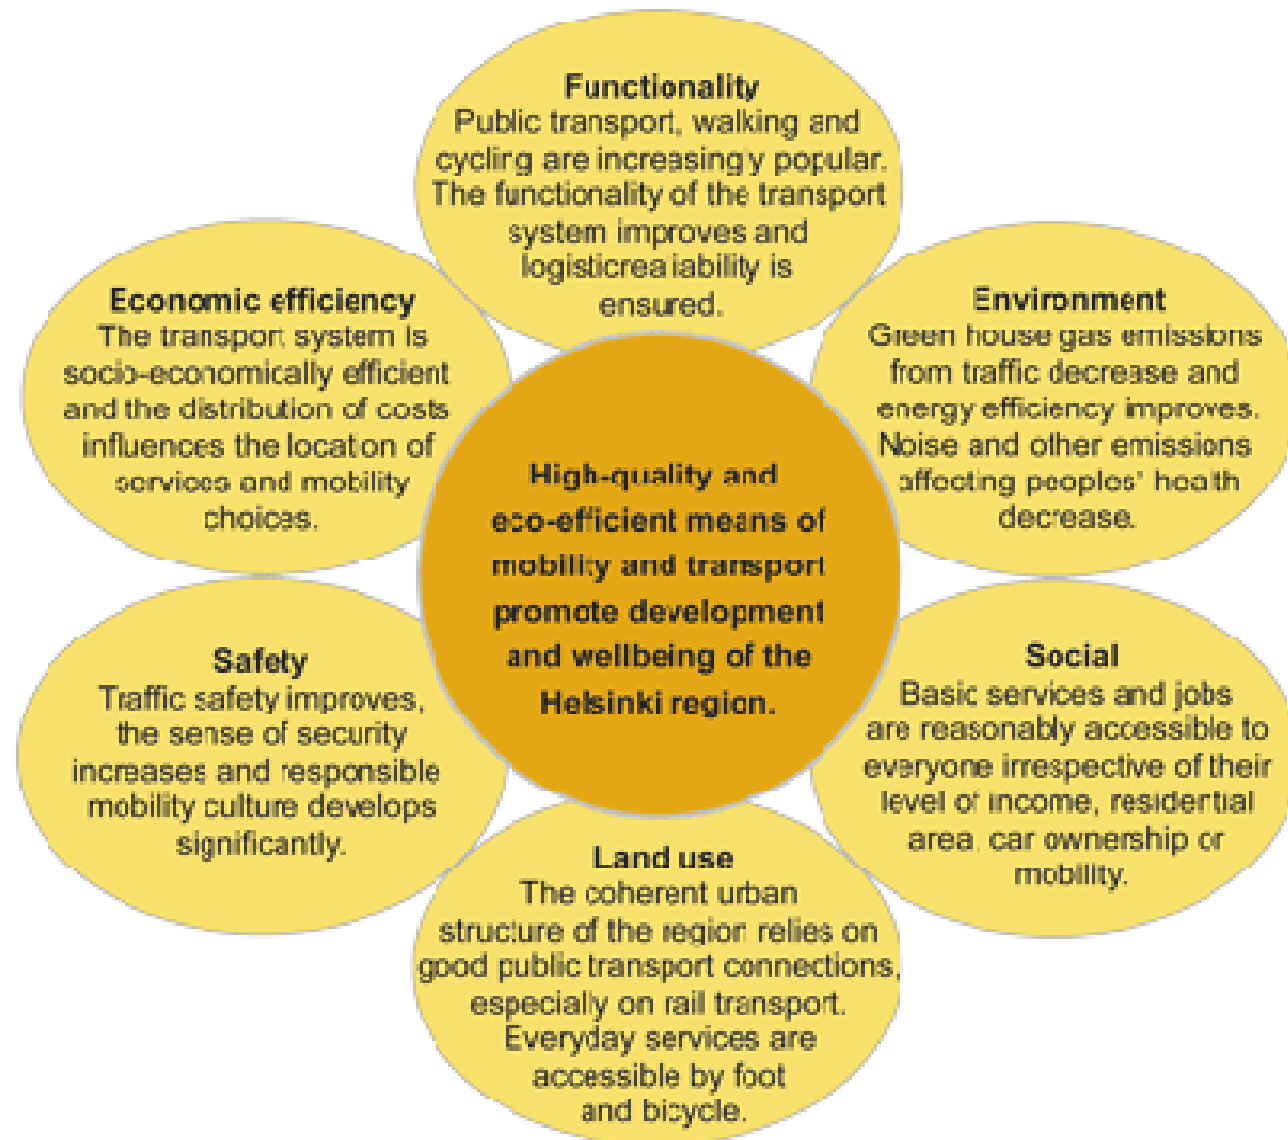 Functionality
Public transport, walking and
cycling are increasingly popular.
The functionality of the transport
system improves and
logisticrealiability is
ensured.
Economic efficiency
The transport system is
socio-economically efficient
and the distribution of costs
influences the location of
services and mobility
choices.
Environment
Green house gas emissions
from traffic decrease and
energy efficiency improves.
Noise and other emissions
affecting peoples' health
decrease.
High-quality and
eco-efficient means of
mobility and transport
promote development
and wellbeing of the
Helsinki region.
Safety
Traffic safety improves,
the sense of security
increases and responsible
mobility culture develops
significantly.
Social
Basic services and jobs
are reasonably accessible to
everyone irrespective of their
level of income, residential
area, car ownership or
mobility.
Land use
The coherent urban
structure of the region relies on
good public transport connections,
especially on rail transport.
Everyday services are
accessible by foot
and bicycle.